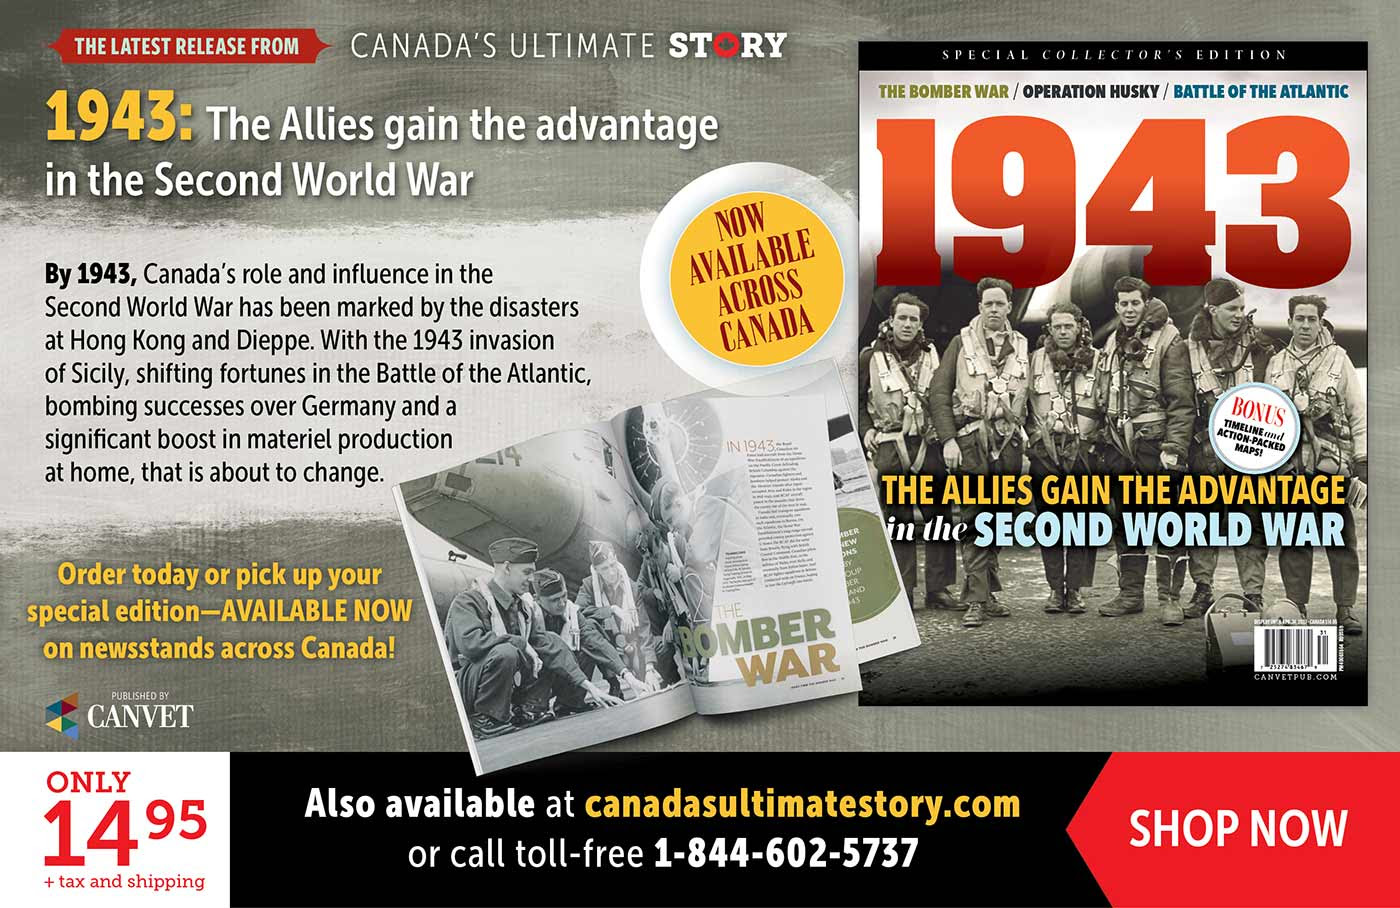 THE LATEST RELEASE FROM
CANADA'S ULTIMATE STORY
1943: The Allies gain the advantage
in the Second World War
By 1943, Canada's role and influence in the
Second World War has been marked by the disasters
at Hong Kong and Dieppe. With the 1943 invasion
of Sicily, shifting fortunes in the Battle of the Atlantic,
bombing successes over Germany and a
significant boost in materiel production
at home, that is about to change.
Order today or pick up your
special edition—AVAILABLE NOW
on newsstands across Canada!
PUBLISHED BY
CANVET
NOW
AVAILABLE
ACROSS
CANADA
IN 1943,
THE
BOMBER
WAR
SPECIAL COLLECTOR'S EDITION
THE BOMBER WAR / OPERATION HUSKY / BATTLE OF THE ATLANTIC
1943
BONUS
TIMELINE and
ACTION-PACKED
MAPS!
THE ALLIES GAIN THE ADVANTAGE
in the SECOND WORLD WAR
31
CANVETPUB.COM
ONLY
14 95
+ tax and shipping
Also available at canadasultimatestory.com
or call toll-free 1-844-602-5737
SHOP NOW